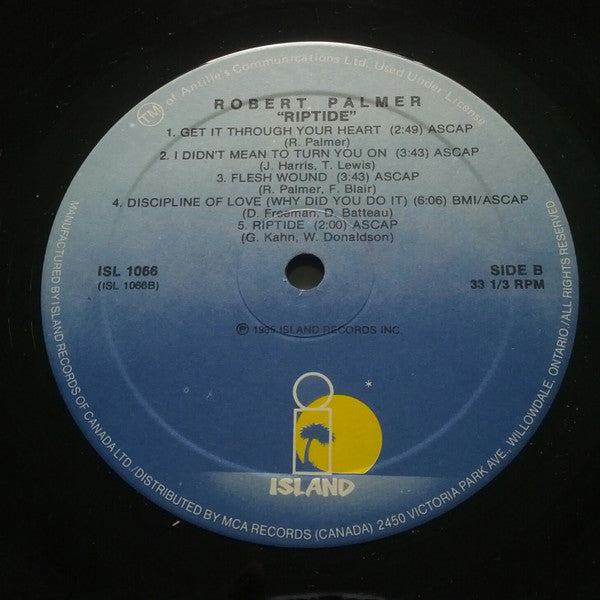 TM of Antille's Communications Ltd. Used Under License
ROBERT PALMER
"RIPTIDE"
1. GET IT THROUGH YOUR HEART (2:49) ASCAP
(R. Palmer)
2. I DIDN'T MEAN TO TURN YOU ON (3:43) ASCAP
(J. Harris, T. Lewis)
3. FLESH WOUND (3:43) ASCAP
(R. Palmer, F. Blair)
4. DISCIPLINE OF LOVE (WHY DID YOU DO IT) (6:06) BMI/ASCAP
(D. Freeman, D. Batteau)
5. RIPTIDE (2:00) ASCAP
(G. Kahn, W. Donaldson)
ISL 1066
(ISL 1066B)
SIDE B
33 1/3 RPM
℗ 1985 ISLAND RECORDS INC.
*
ISLAND
MANUFACTURED BY ISLAND RECORDS OF CANADA LTD./DISTRIBUTED BY MCA RECORDS (CANADA) 2450 VICTORIA PARK AVE, WILLOWDALE, ONTARIO./ALL RIGHTS RESERVED